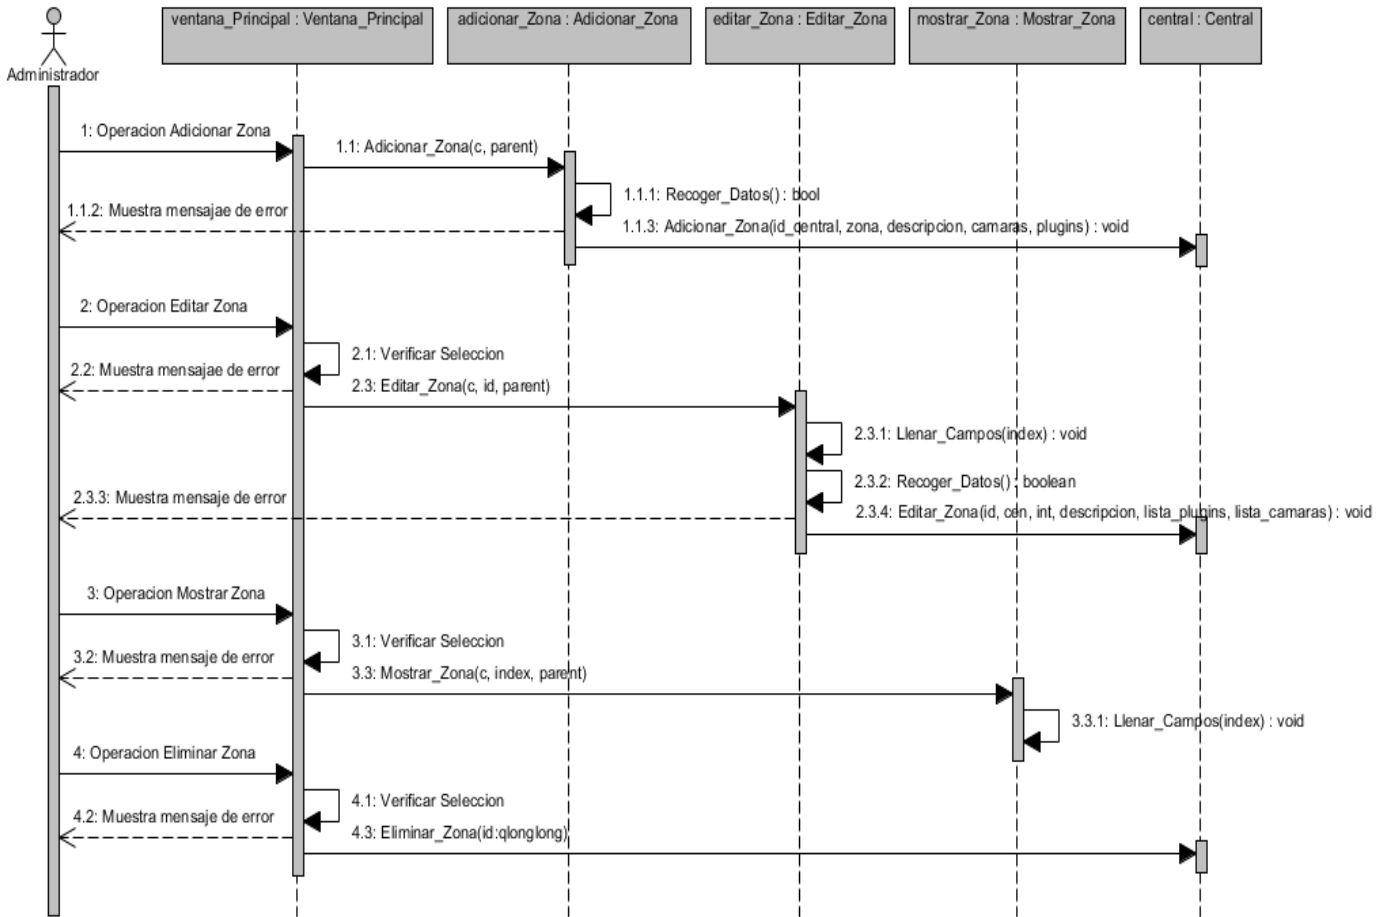 ventana_Principal : Ventana_Principal
adicionar_Zona : Adicionar_Zona
editar_Zona : Editar_Zona
mostrar_Zona : Mostrar_Zona
central : Central
Administrador
1: Operacion Adicionar Zona
1.1: Adicionar_Zona(c, parent)
1.1.1: Recoger_Datos() : bool
1.1.2: Muestra mensajae de error
1.1.3: Adicionar_Zona(id_central, zona, descripcion, camaras, plugins) : void
2: Operacion Editar Zona
2.1: Verificar Seleccion
2.2: Muestra mensajae de error
2.3: Editar_Zona(c, id, parent)
2.3.1: Llenar_Campos(index) : void
2.3.2: Recoger_Datos() : boolean
2.3.3: Muestra mensaje de error
2.3.4: Editar_Zona(id, cen, int, descripcion, lista_plugins, lista_camaras) : void
3: Operacion Mostrar Zona
3.1: Verificar Seleccion
3.2: Muestra mensaje de error
3.3: Mostrar_Zona(c, index, parent)
3.3.1: Llenar_Campos(index) : void
4: Operacion Eliminar Zona
4.1: Verificar Seleccion
4.2: Muestra mensaje de error
4.3: Eliminar_Zona(id:qlonglong)